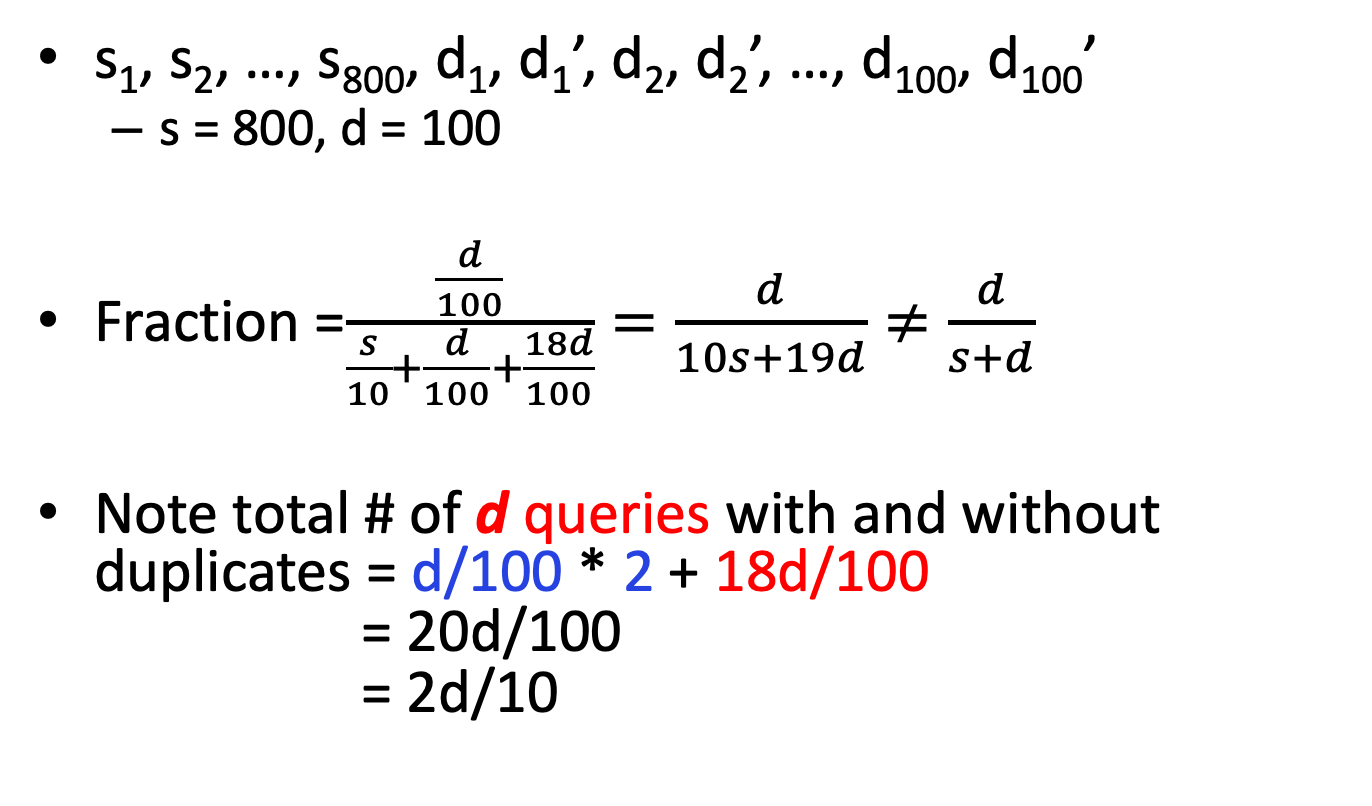 • s₁, s₂, …, s₈₀₀, d₁, d₁′, d₂, d₂′, …, d₁₀₀, d₁₀₀′
– s = 800, d = 100
• Fraction = (d/100)/(s/10 + d/100 + 18d/100) = d/(10s+19d) ≠ d/(s+d)
• Note total # of d queries with and without
duplicates = d/100 * 2 + 18d/100
= 20d/100
= 2d/10